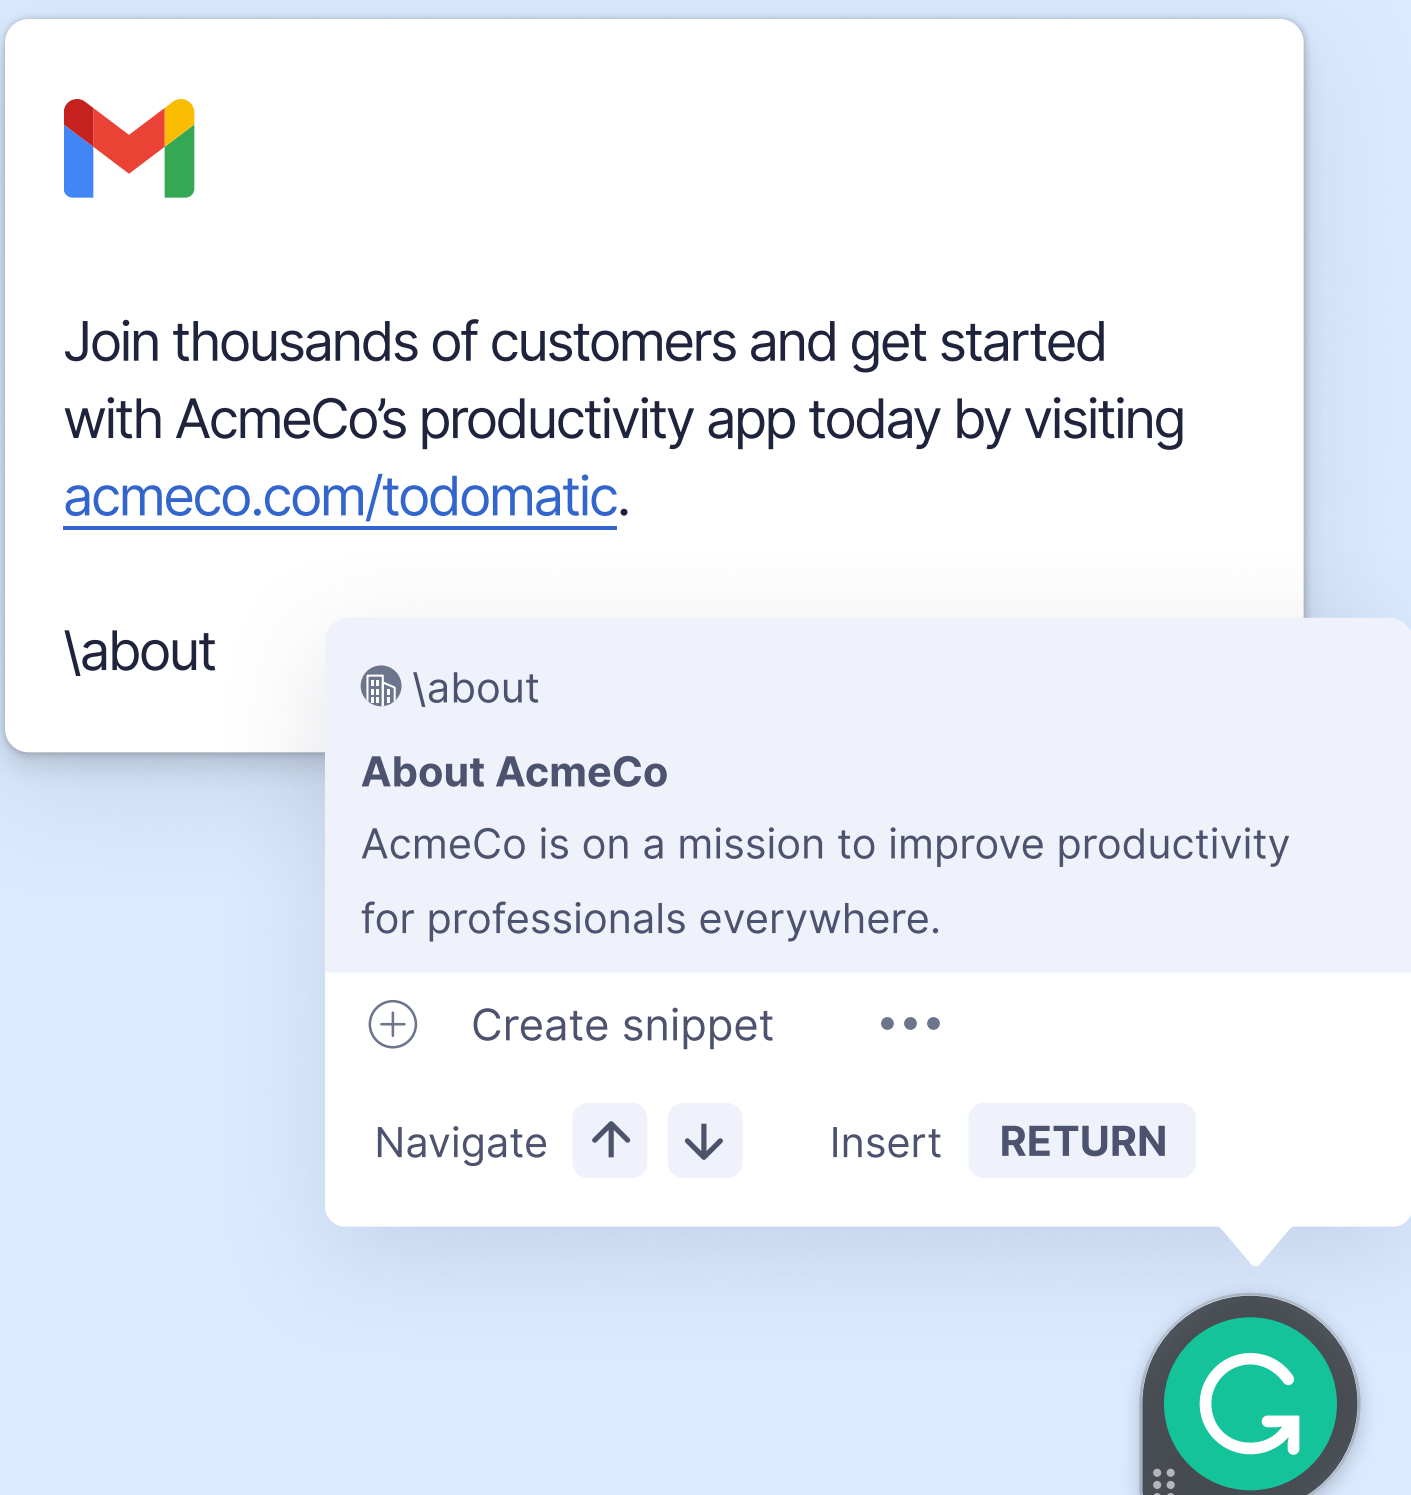 Join thousands of customers and get started
with AcmeCo’s productivity app today by visiting
acmeco.com/todomatic.
\about
\about
About AcmeCo
AcmeCo is on a mission to improve productivity
for professionals everywhere.
Create snippet
Navigate ↑ ↓ Insert RETURN